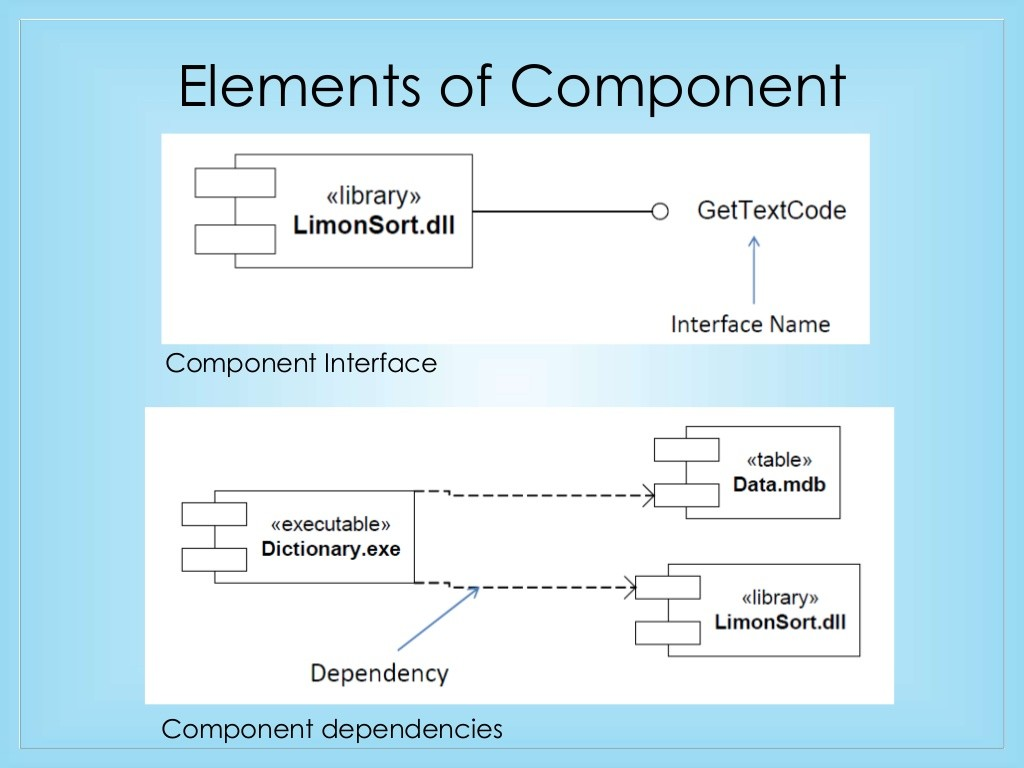 Elements of Component
«library»
LimonSort.dll
GetTextCode
Interface Name
Component Interface
«table»
Data.mdb
«executable»
Dictionary.exe
«library»
LimonSort.dll
Dependency
Component dependencies